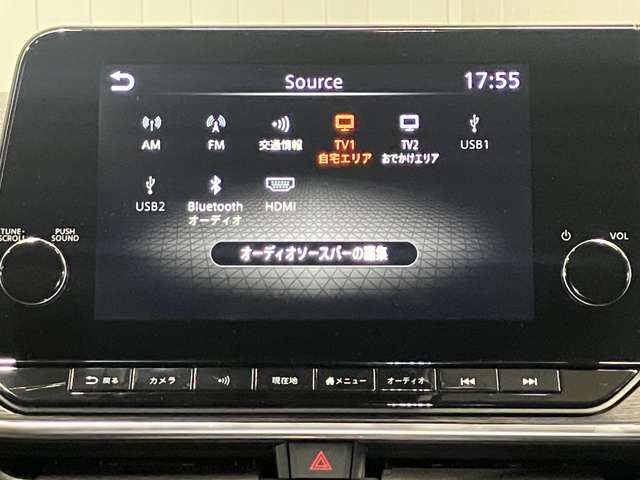 Source 17:55
AM FM 交通情報 TV1 TV2 USB1
自宅エリア おでかけエリア
USB2 Bluetooth HDMI
オーディオ
オーディオソースバーの編集
TUNE・ PUSH
SCROLL SOUND
VOL
戻る カメラ 現在地 メニュー オーディオ